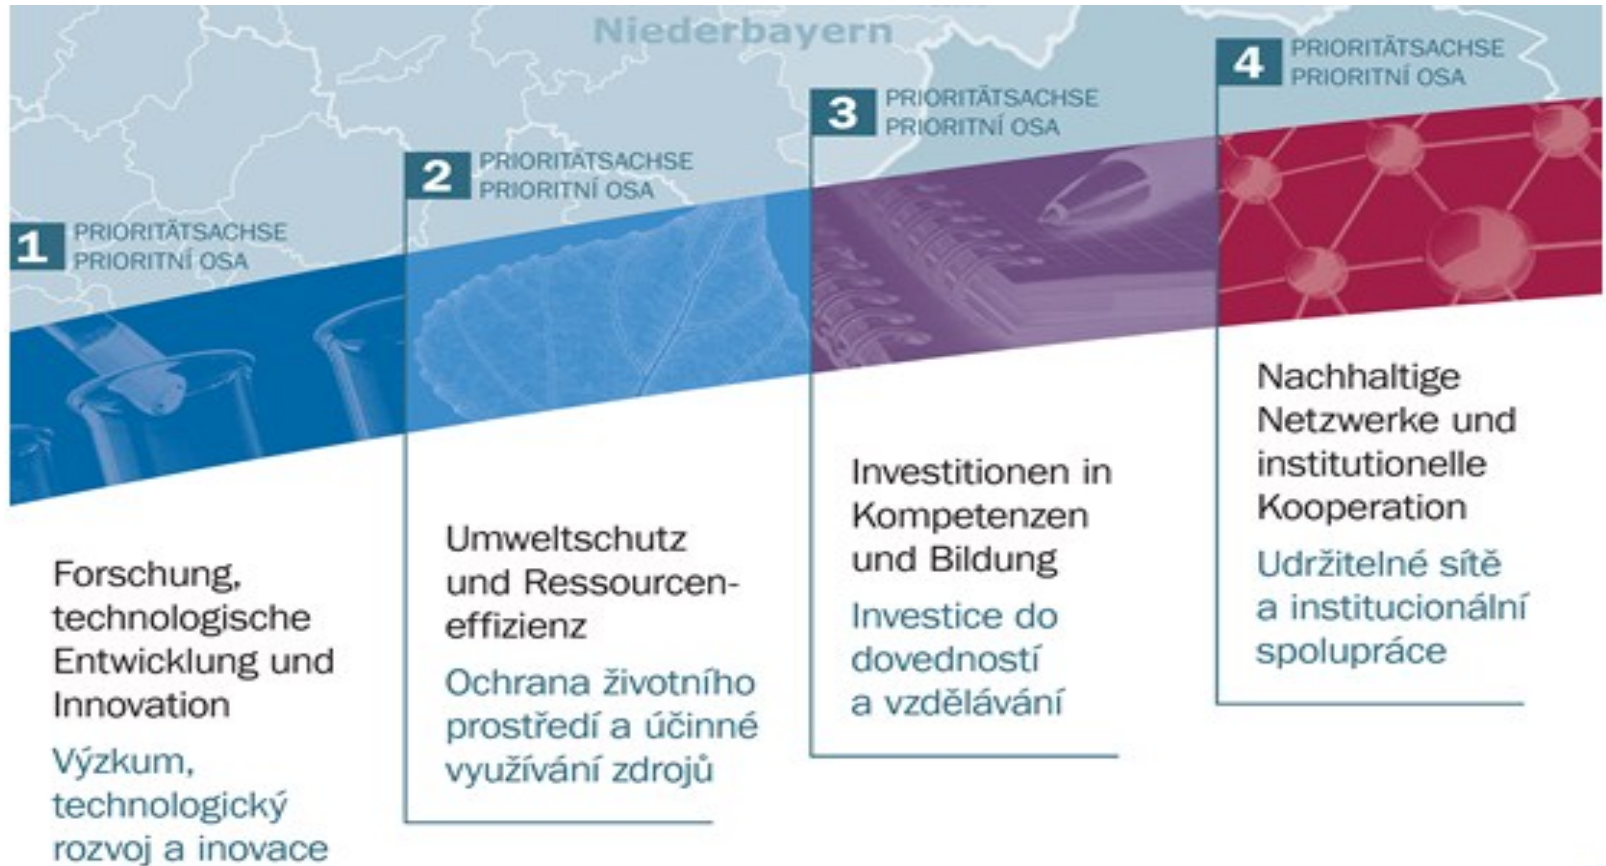 Niederbayern
1
PRIORITÄTSACHSE
PRIORITNÍ OSA
Forschung,
technologische
Entwicklung und
Innovation
Výzkum,
technologický
rozvoj a inovace
2
PRIORITÄTSACHSE
PRIORITNÍ OSA
Umweltschutz
und Ressourcen-
effizienz
Ochrana životního
prostředí a účinné
využívání zdrojů
3
PRIORITÄTSACHSE
PRIORITNÍ OSA
Investitionen in
Kompetenzen
und Bildung
Investice do
dovedností
a vzdělávání
4
PRIORITÄTSACHSE
PRIORITNÍ OSA
Nachhaltige
Netzwerke und
institutionelle
Kooperation
Udržitelné sítě
a institucionální
spolupráce